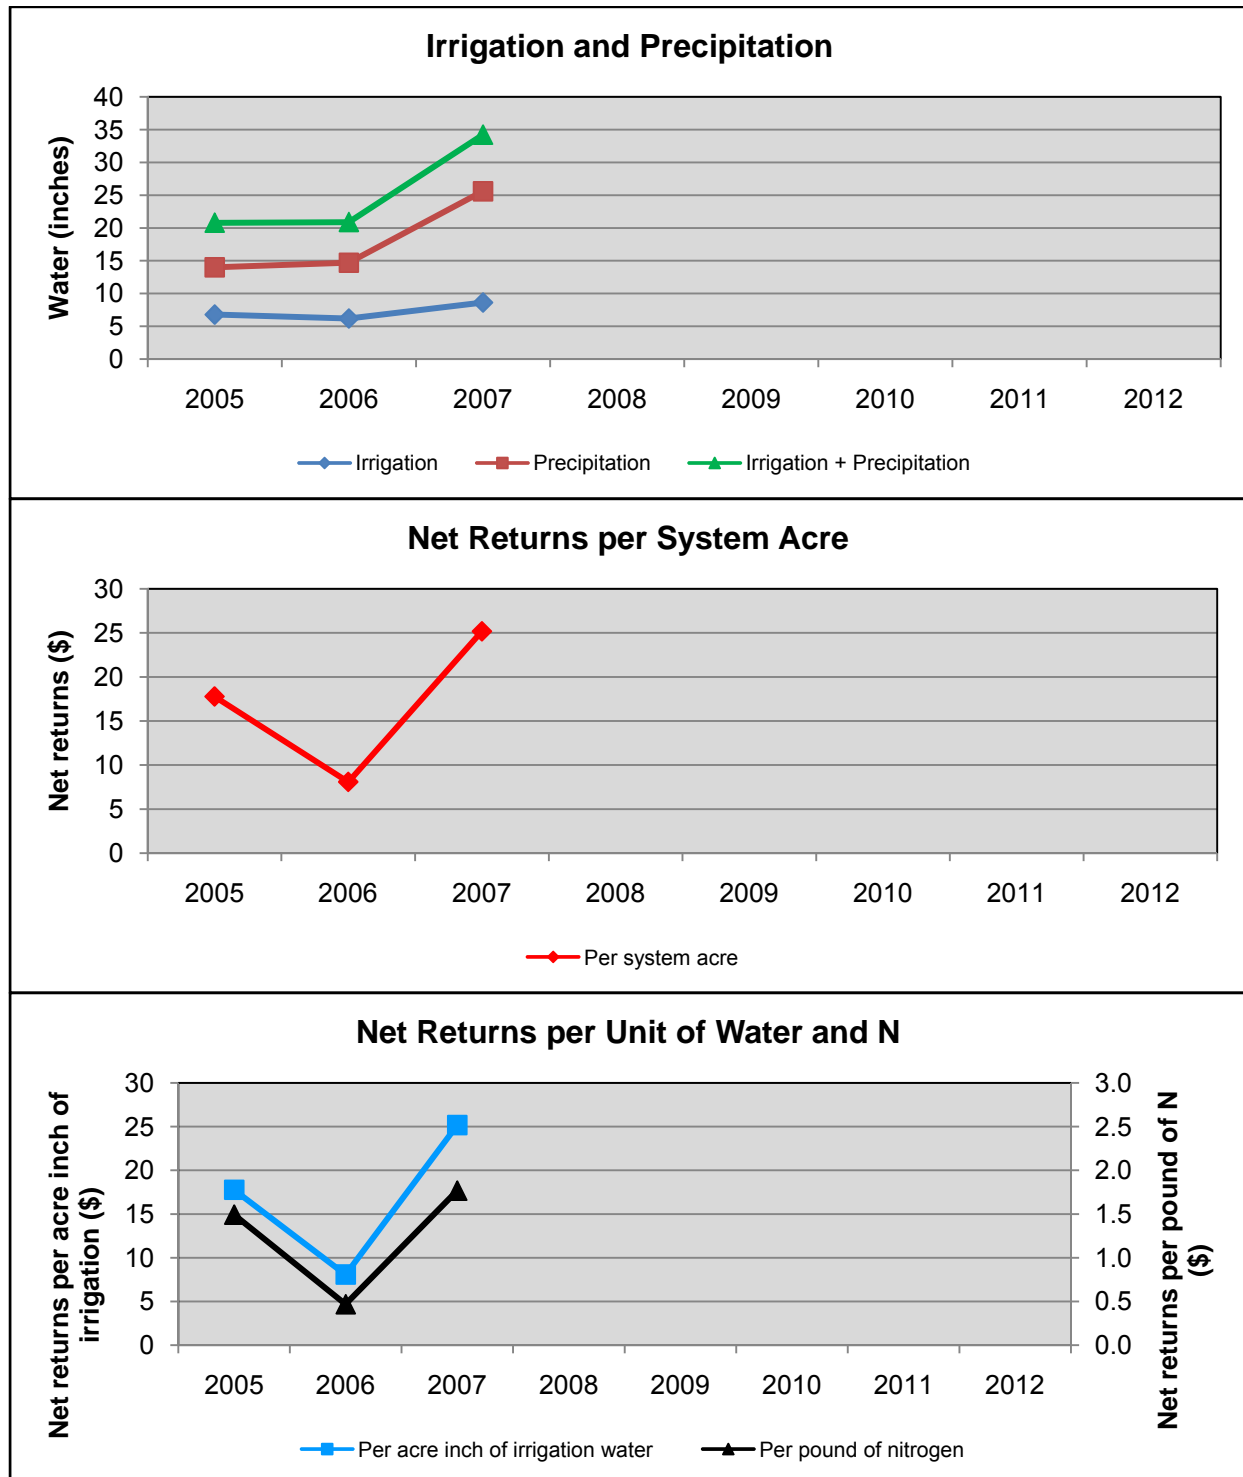 Irrigation and Precipitation
40
35
30
25
20
15
10
5
0
Water (inches)
2005 2006 2007 2008 2009 2010 2011 2012
Irrigation Precipitation Irrigation + Precipitation
Net Returns per System Acre
30
25
20
15
10
5
0
Net returns ($)
2005 2006 2007 2008 2009 2010 2011 2012
Per system acre
Net Returns per Unit of Water and N
30
25
20
15
10
5
0
Net returns per acre inch of
irrigation ($)
3.0
2.5
2.0
1.5
1.0
0.5
0.0
Net returns per pound of N
($)
2005 2006 2007 2008 2009 2010 2011 2012
Per acre inch of irrigation water Per pound of nitrogen